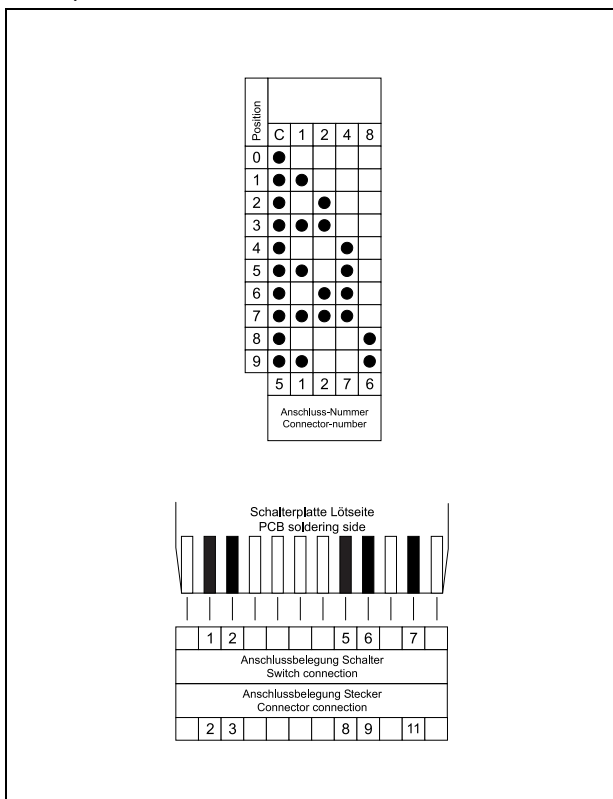 Position
C 1 2 4 8
0 ●
1 ● ●
2 ● ●
3 ● ● ●
4 ● ●
5 ● ● ●
6 ● ● ●
7 ● ● ● ●
8 ● ●
9 ● ● ●
5 1 2 7 6
Anschluss-Nummer
Connector-number
Schalterplatte Lötseite
PCB soldering side
1 2 5 6 7
Anschlussbelegung Schalter
Switch connection
Anschlussbelegung Stecker
Connector connection
2 3 8 9 11